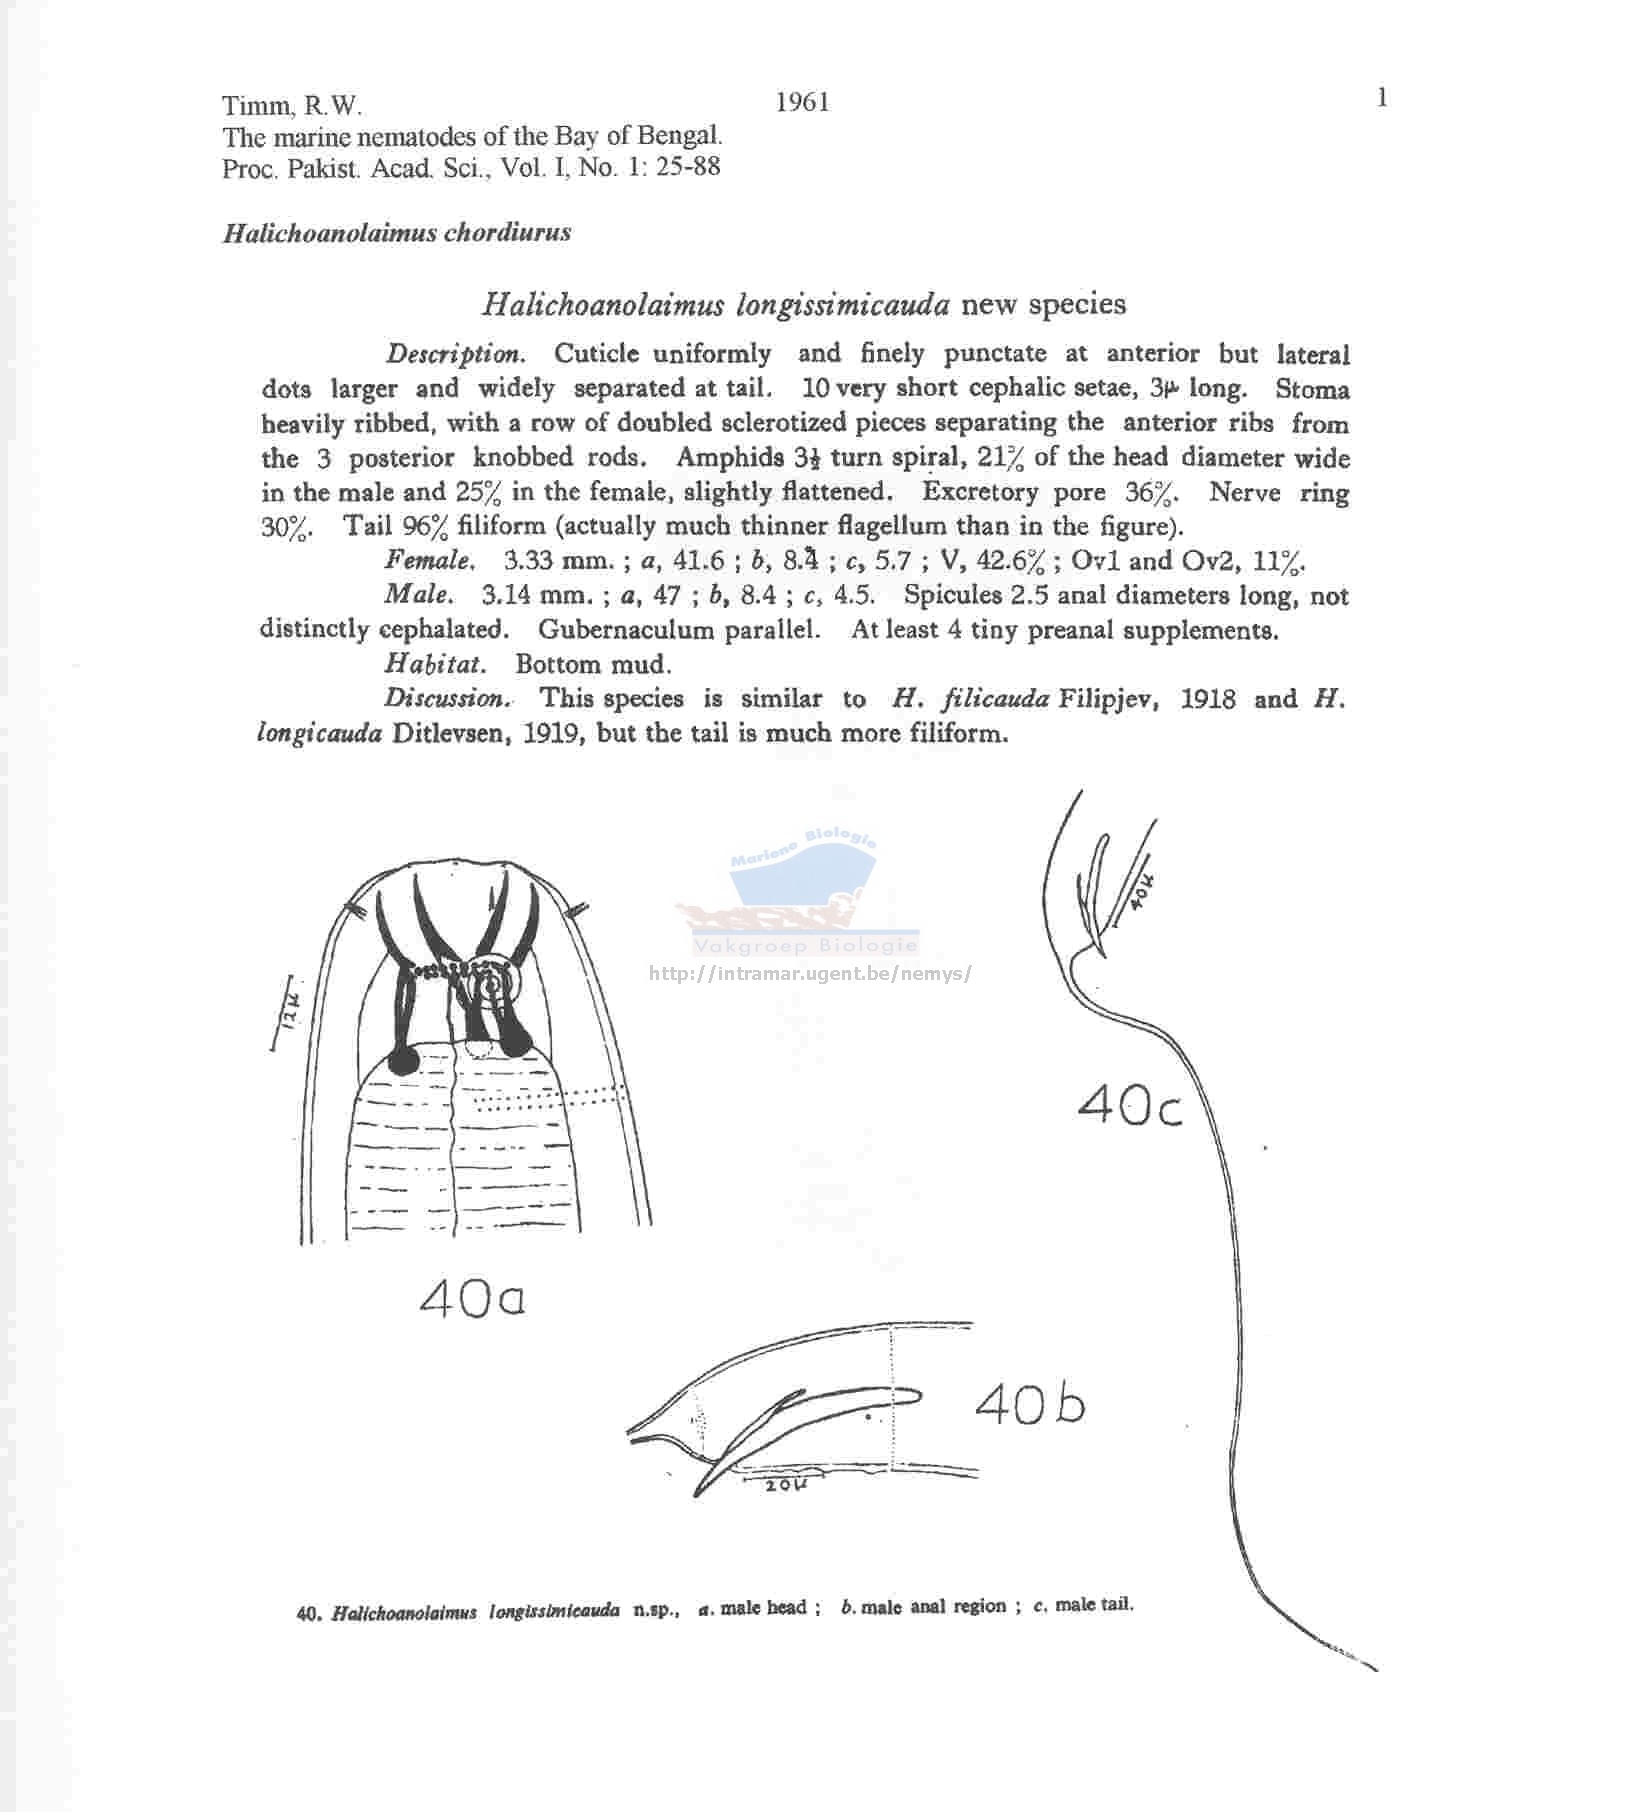 Timm, R.W. 1961 1
The marine nematodes of the Bay of Bengal.
Proc. Pakist. Acad. Sci., Vol. I, No. 1: 25-88
Halichoanolaimus chordiurus
Halichoanolaimus longissimicauda new species
Description. Cuticle uniformly and finely punctate at anterior but lateral
dots larger and widely separated at tail. 10 very short cephalic setae, 3μ long. Stoma
heavily ribbed, with a row of doubled sclerotized pieces separating the anterior ribs from
the 3 posterior knobbed rods. Amphids 3½ turn spiral, 21% of the head diameter wide
in the male and 25% in the female, slightly flattened. Excretory pore 36%. Nerve ring
30%. Tail 96% filiform (actually much thinner flagellum than in the figure).
Female. 3.33 mm. ; a, 41.6 ; b, 8.4 ; c, 5.7 ; V, 42.6% ; Ov1 and Ov2, 11%.
Male. 3.14 mm. ; a, 47 ; b, 8.4 ; c, 4.5. Spicules 2.5 anal diameters long, not
distinctly cephalated. Gubernaculum parallel. At least 4 tiny preanal supplements.
Habitat. Bottom mud.
Discussion. This species is similar to H. filicauda Filipjev, 1918 and H.
longicauda Ditlevsen, 1919, but the tail is much more filiform.
Mariene Biologie
Vakgroep Biologie
http://intramar.ugent.be/nemys/
40μ
12μ
40c
40a
40b
20μ
40. Halichoanolaimus longissimicauda n.sp., a. male head ; b. male anal region ; c. male tail.